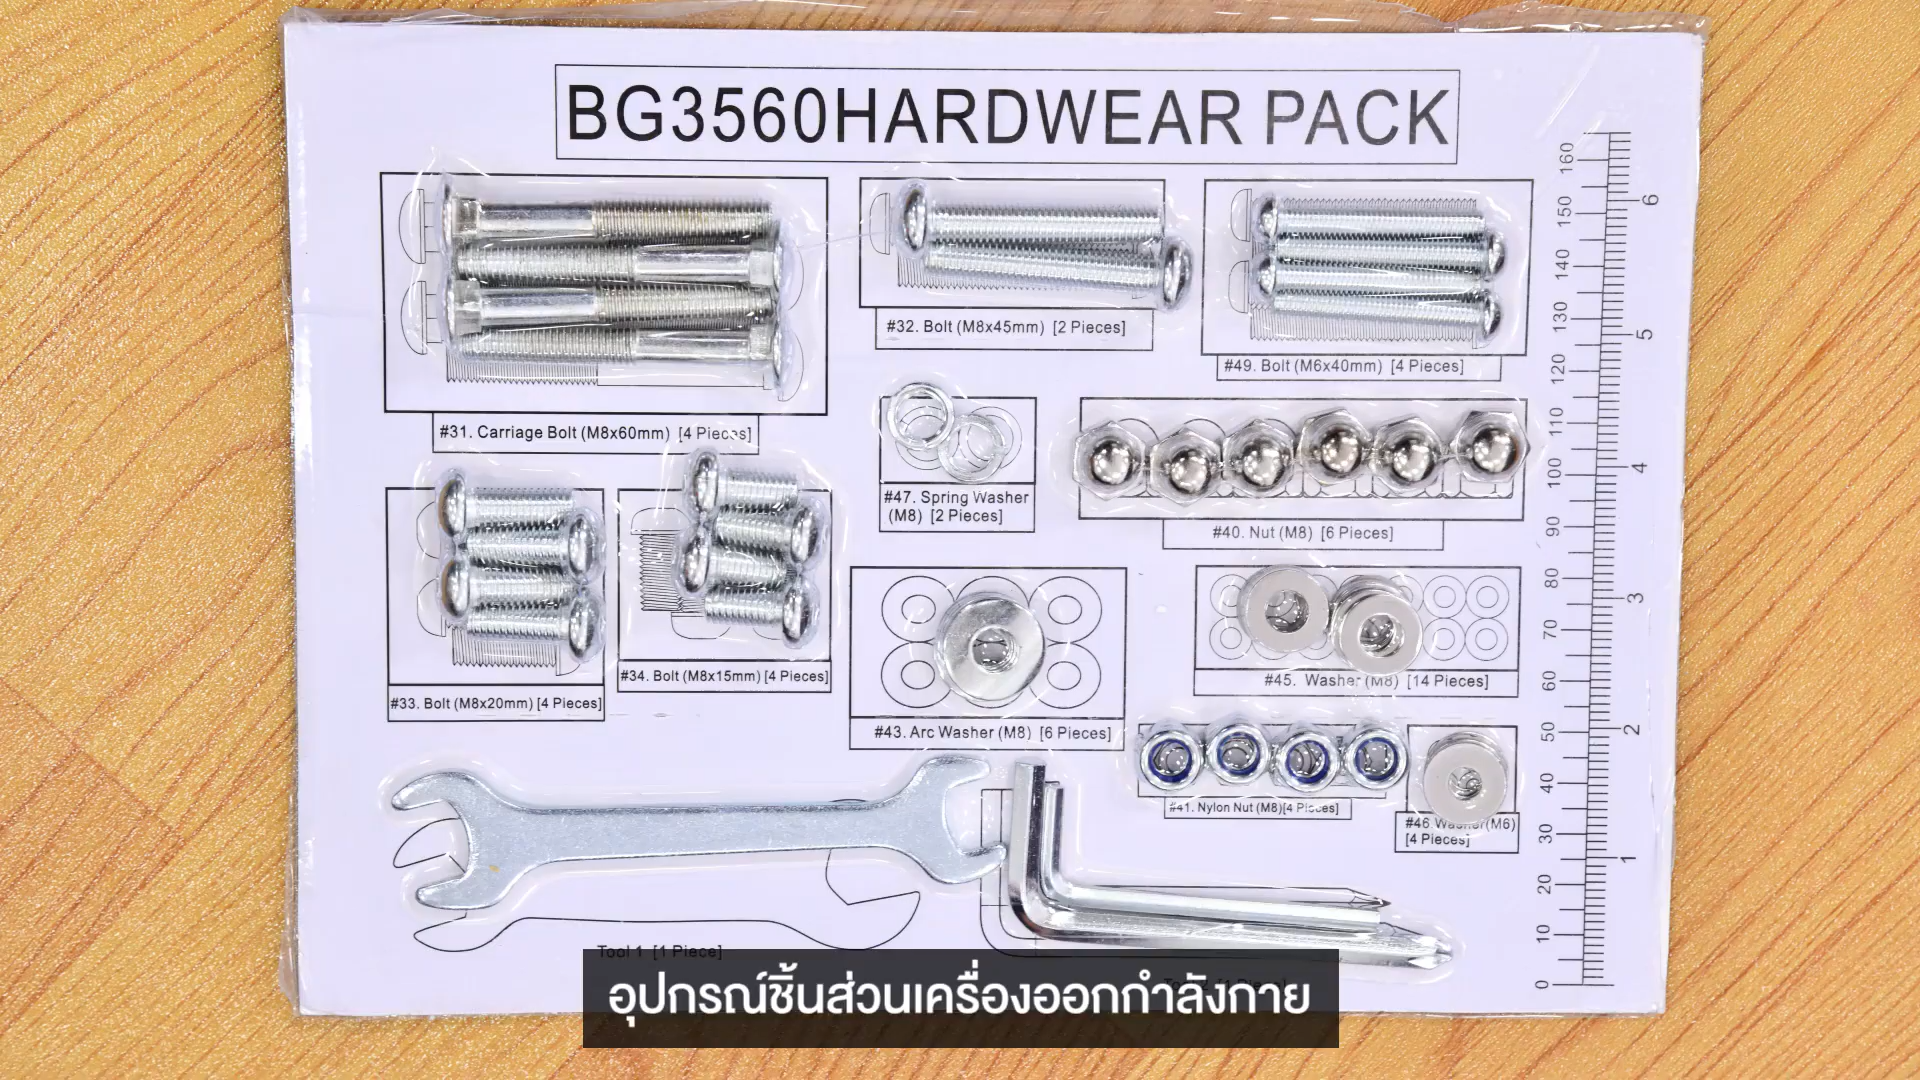 BG3560HARDWEAR PACK
#31. Carriage Bolt (M8x60mm) [4 Pieces]
#32. Bolt (M8x45mm) [2 Pieces]
#49. Bolt (M6x40mm) [4 Pieces]
#47. Spring Washer
(M8) [2 Pieces]
#40. Nut (M8) [6 Pieces]
#33. Bolt (M8x20mm) [4 Pieces]
#34. Bolt (M8x15mm) [4 Pieces]
#43. Arc Washer (M8) [6 Pieces]
#45. Washer (M8) [14 Pieces]
#41. Nylon Nut (M8)[4 Pieces]
#46 Washer(M6)
[4 Pieces]
Tool 1 [1 Piece]
160
150
140
130
120
110
100
90
80
70
60
50
40
30
20
10
0
6
5
4
3
2
1
อุปกรณ์ชิ้นส่วนเครื่องออกกำลังกาย